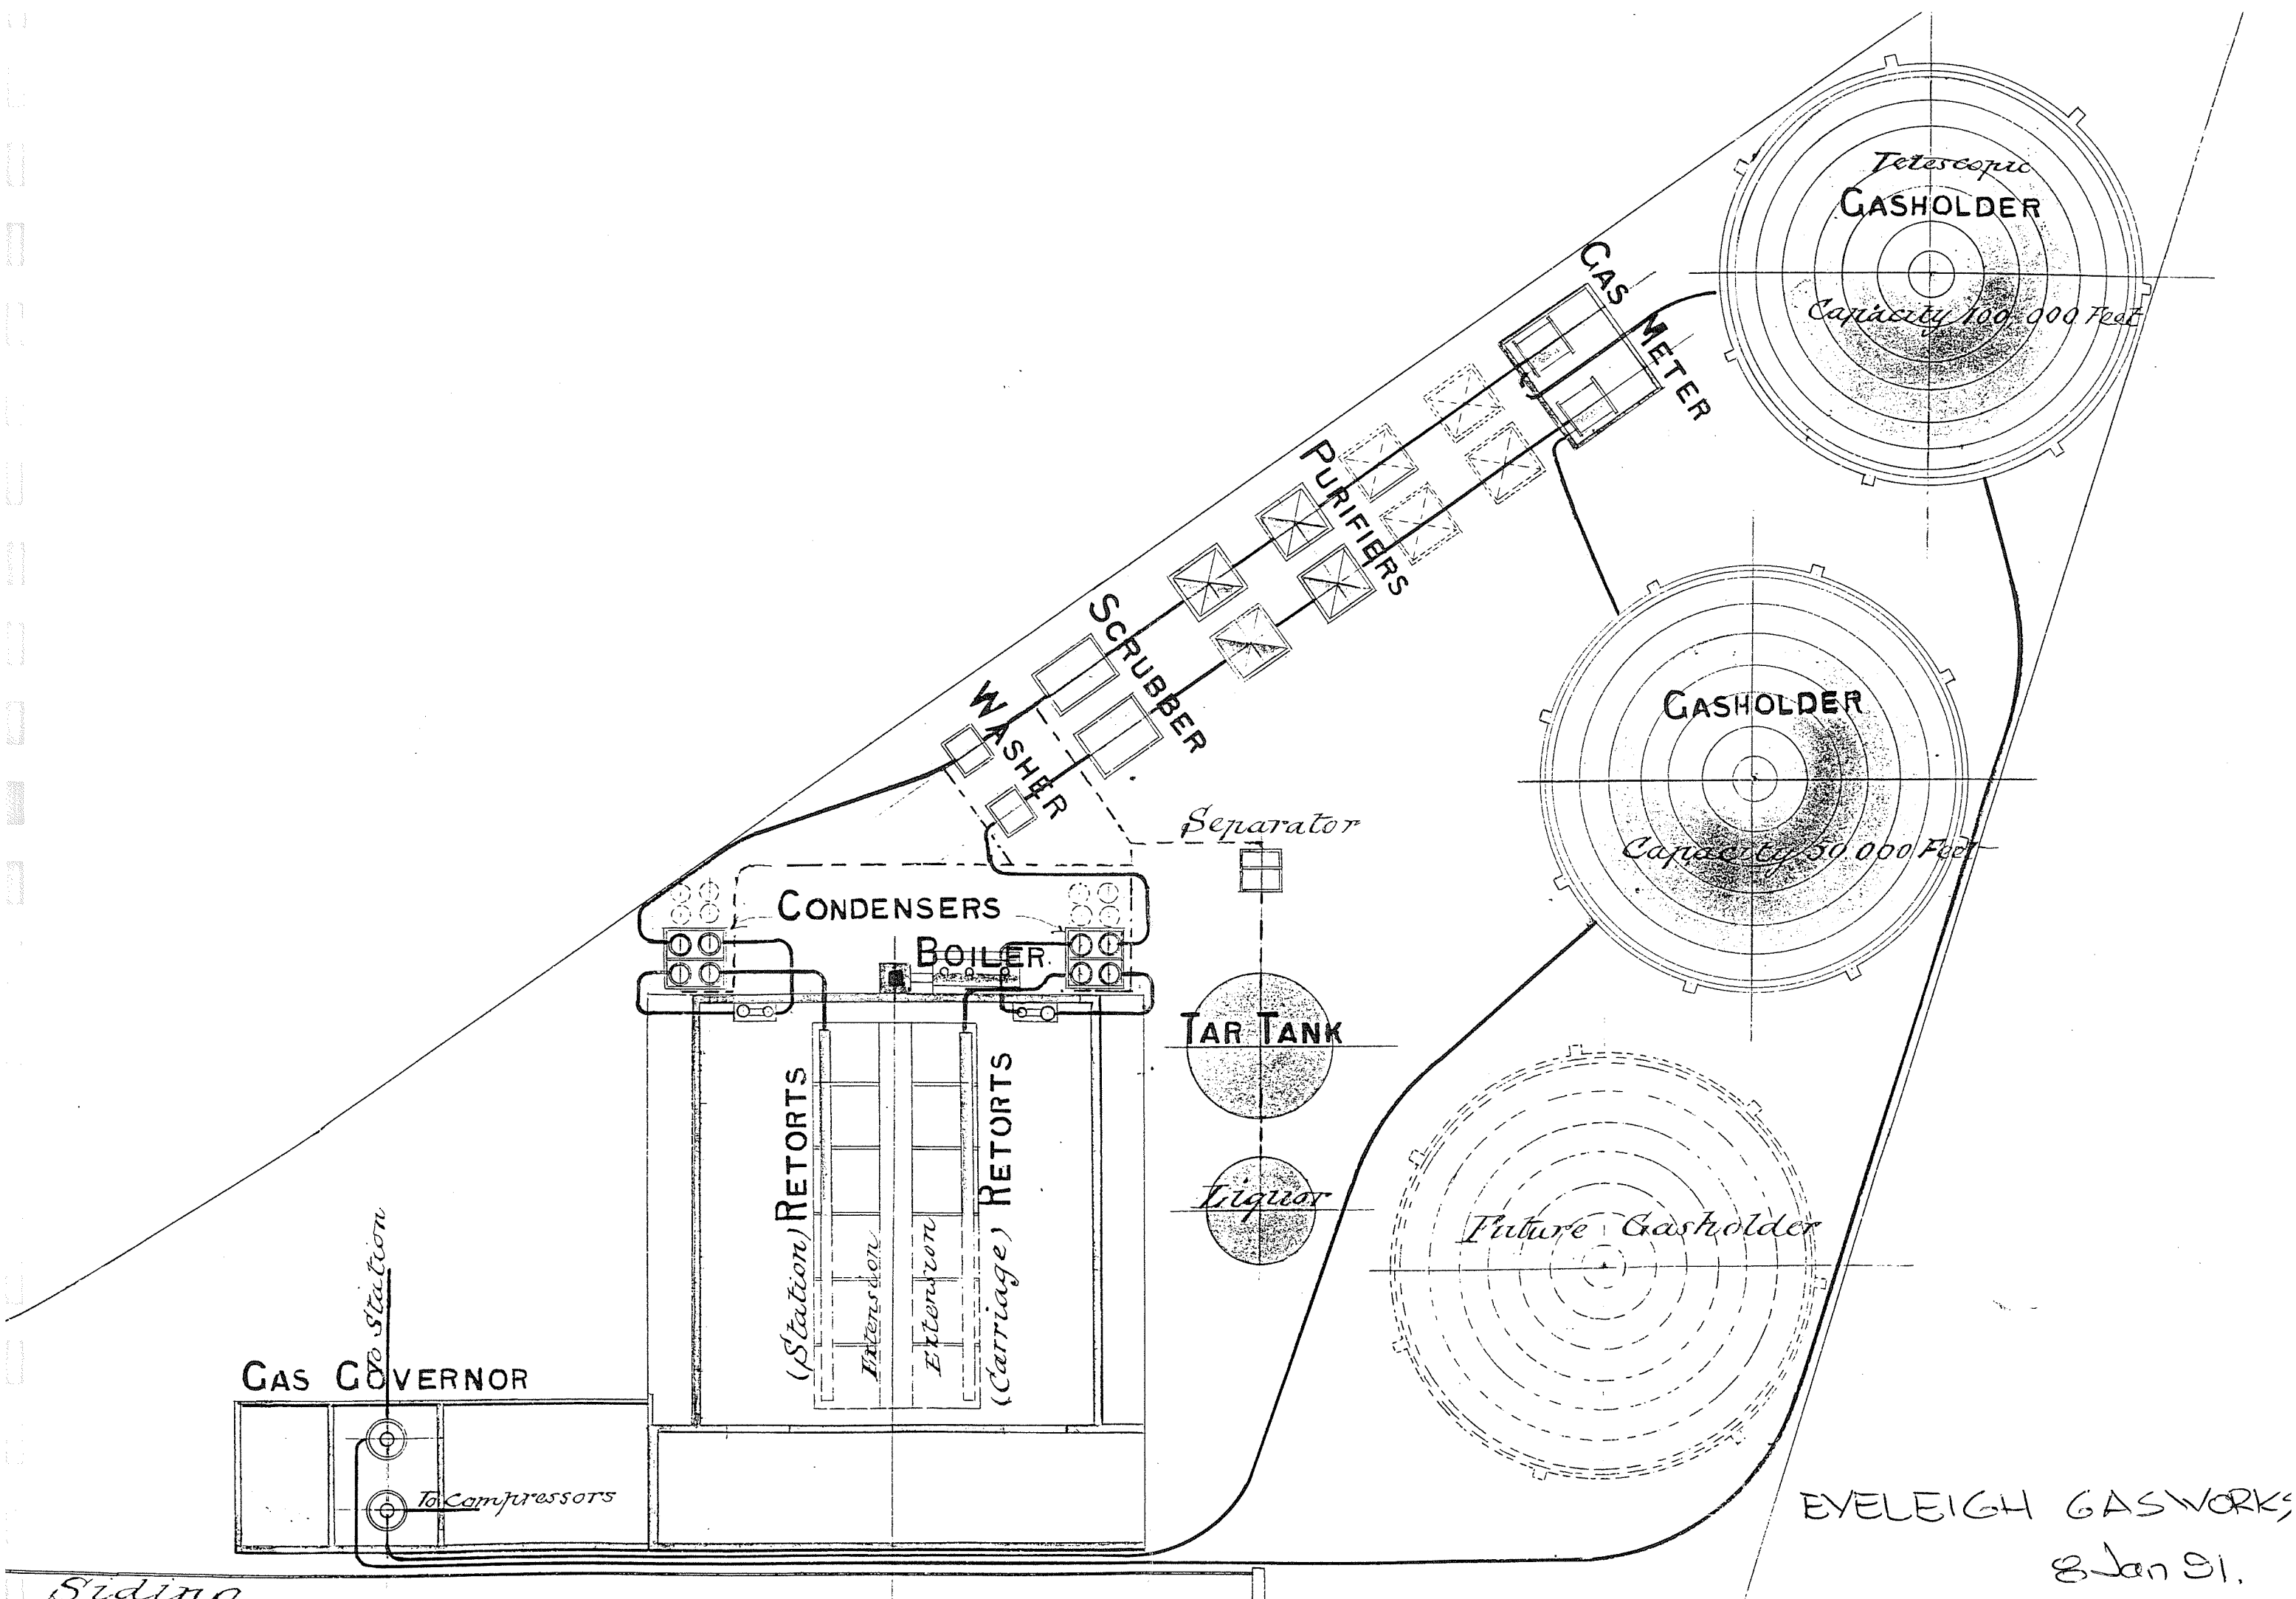 Telescopic
GASHOLDER
Capacity 100,000 Feet
GAS METER
PURIFIERS
SCRUBBER
WASHER
GASHOLDER
Capacity 50.000 Feet
Separator
CONDENSERS
BOILER
TAR TANK
Liquor
(Station) RETORTS
Extension
Extension
(Carriage) RETORTS
Future Gasholder
To Station
GAS GOVERNOR
To Compressors
EYELEIGH GASWORKS
8 Jan 91.
Siding